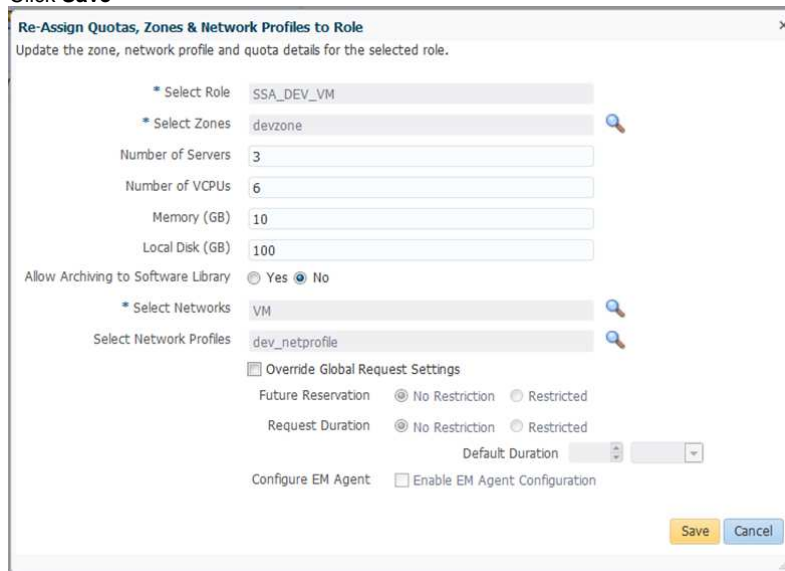 Click Save
Re-Assign Quotas, Zones & Network Profiles to Role
Update the zone, network profile and quota details for the selected role.
* Select Role SSA_DEV_VM
* Select Zones devzone
Number of Servers 3
Number of VCPUs 6
Memory (GB) 10
Local Disk (GB) 100
Allow Archiving to Software Library Yes No
* Select Networks VM
Select Network Profiles dev_netprofile
Override Global Request Settings
Future Reservation No Restriction Restricted
Request Duration No Restriction Restricted
Default Duration
Configure EM Agent Enable EM Agent Configuration
Save Cancel